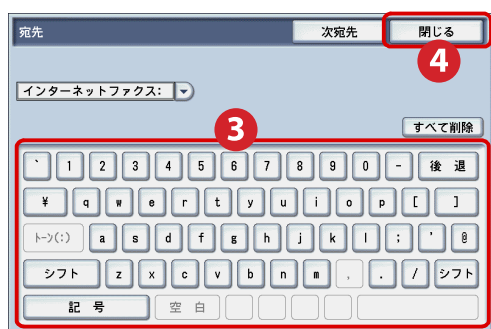 宛先 次宛先 閉じる
4
インターネットファクス:
3
すべて削除
` 1 2 3 4 5 6 7 8 9 0 - 後 退
¥ q w e r t y u i o p [ ]
トーン(:) a s d f g h j k l ; ' @
シフト z x c v b n m , . / シフト
記 号 空 白